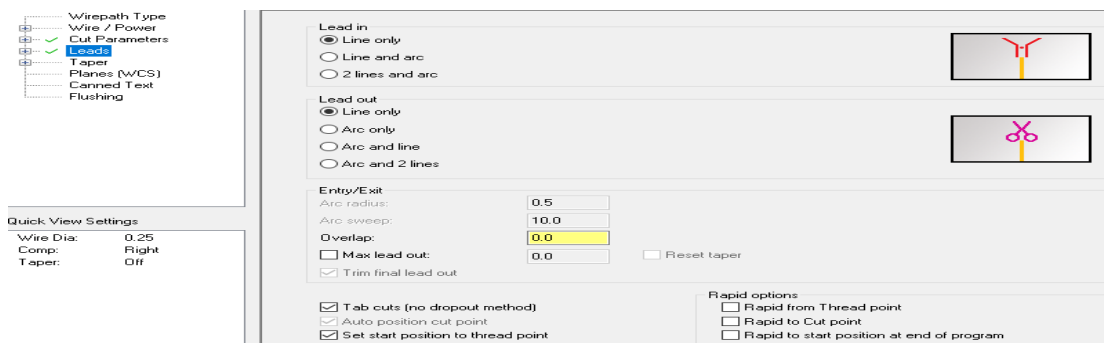 Wirepath Type
Wire / Power
Cut Parameters
Leads
Taper
Planes (WCS)
Canned Text
Flushing
Quick View Settings
Wire Dia: 0.25
Comp: Right
Taper: Off
Lead in
Line only
Line and arc
2 lines and arc
Lead out
Line only
Arc only
Arc and line
Arc and 2 lines
Entry/Exit
Arc radius: 0.5
Arc sweep: 10.0
Overlap: 0.0
Max lead out: 0.0 Reset taper
Trim final lead out
Tab cuts (no dropout method)
Auto position cut point
Set start position to thread point
Rapid options
Rapid from Thread point
Rapid to Cut point
Rapid to start position at end of program